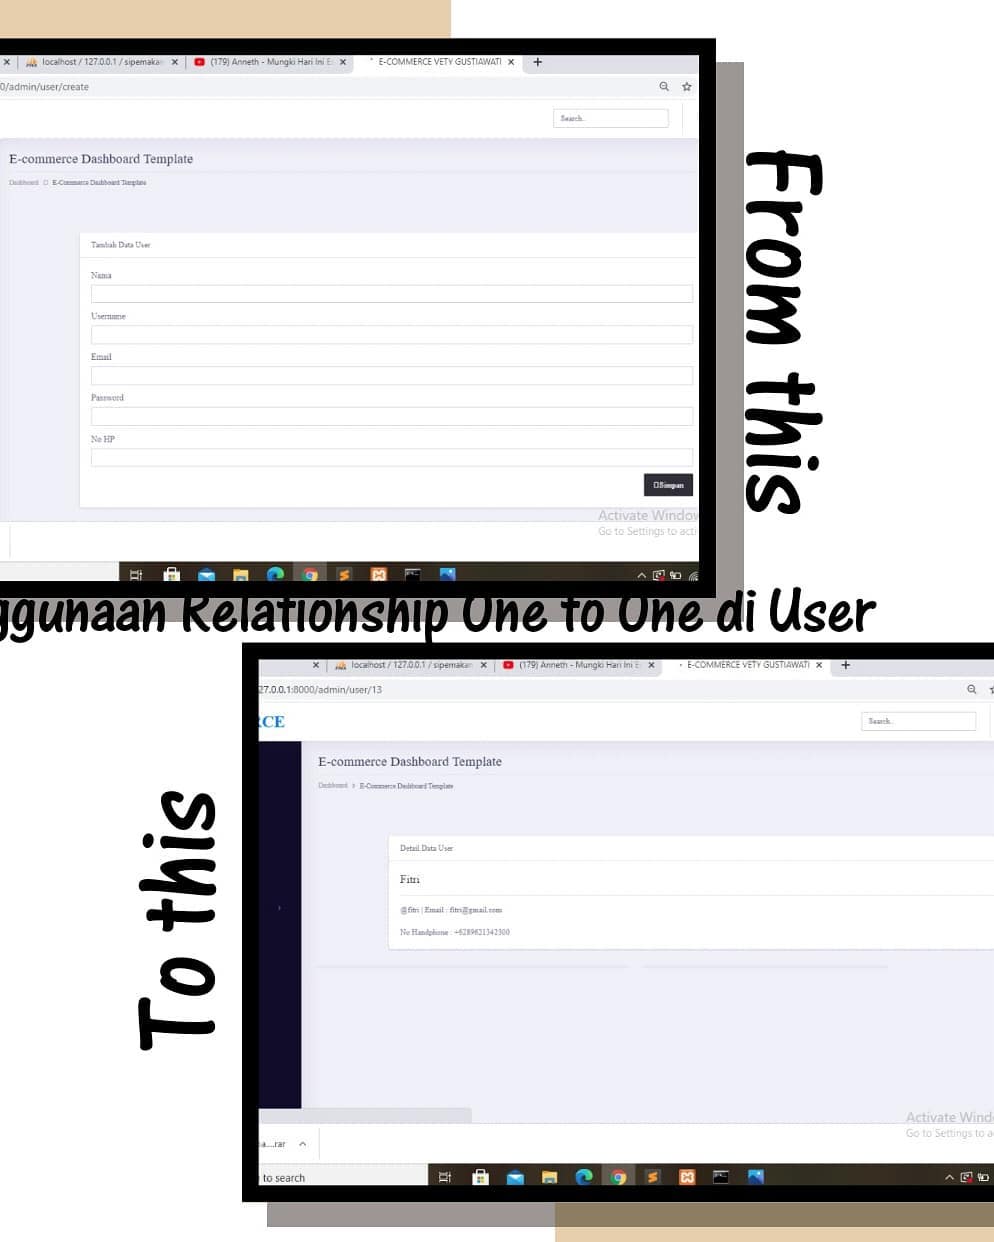 localhost / 127.0.0.1 / sipemakan
(179) Anneth - Mungki Hari Ini E
E-COMMERCE VETY GUSTIAWATI
0/admin/user/create
Search..
E-commerce Dashboard Template
Dashboard E-Commerce Dashboard Template
Tambah Data User
Nama
Username
Email
Password
No HP
Simpan
Activate Window
Go to Settings to acti
From this
ggunaan Relationship One to One di User
localhost / 127.0.0.1 / sipemakan
(179) Anneth - Mungki Hari Ini E
E-COMMERCE VETY GUSTIAWATI
27.0.0.1:8000/admin/user/13
RCE
Search..
E-commerce Dashboard Template
Dashboard › E-Commerce Dashboard Template
Detail Data User
Fitri
@fitri | Email : fitri@gmail.com
No Handphone : +6289621342300
To this
Activate Wind
Go to Settings to a
a....rar
to search